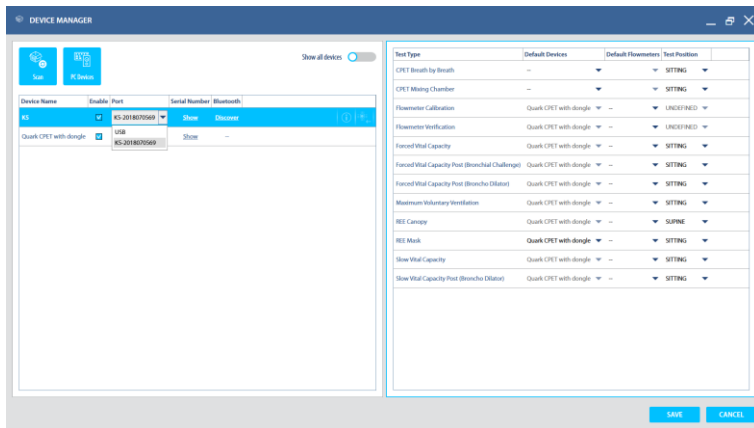 DEVICE MANAGER
Scan
PC Devices
Show all devices
Device Name Enable Port Serial Number Bluetooth
K5 K5-2018070569 Show Discover
USB
K5-2018070569
Quark CPET with dongle Show --
Test Type Default Devices Default Flowmeters Test Position
CPET Breath by Breath -- SITTING
CPET Mixing Chamber -- SITTING
Flowmeter Calibration Quark CPET with dongle -- UNDEFINED
Flowmeter Verification Quark CPET with dongle -- UNDEFINED
Forced Vital Capacity Quark CPET with dongle -- SITTING
Forced Vital Capacity Post (Bronchial Challenge) Quark CPET with dongle -- SITTING
Forced Vital Capacity Post (Broncho Dilator) Quark CPET with dongle -- SITTING
Maximum Voluntary Ventilation Quark CPET with dongle -- SITTING
REE Canopy Quark CPET with dongle -- SUPINE
REE Mask Quark CPET with dongle -- SITTING
Slow Vital Capacity Quark CPET with dongle -- SITTING
Slow Vital Capacity Post (Broncho Dilator) Quark CPET with dongle -- SITTING
SAVE CANCEL